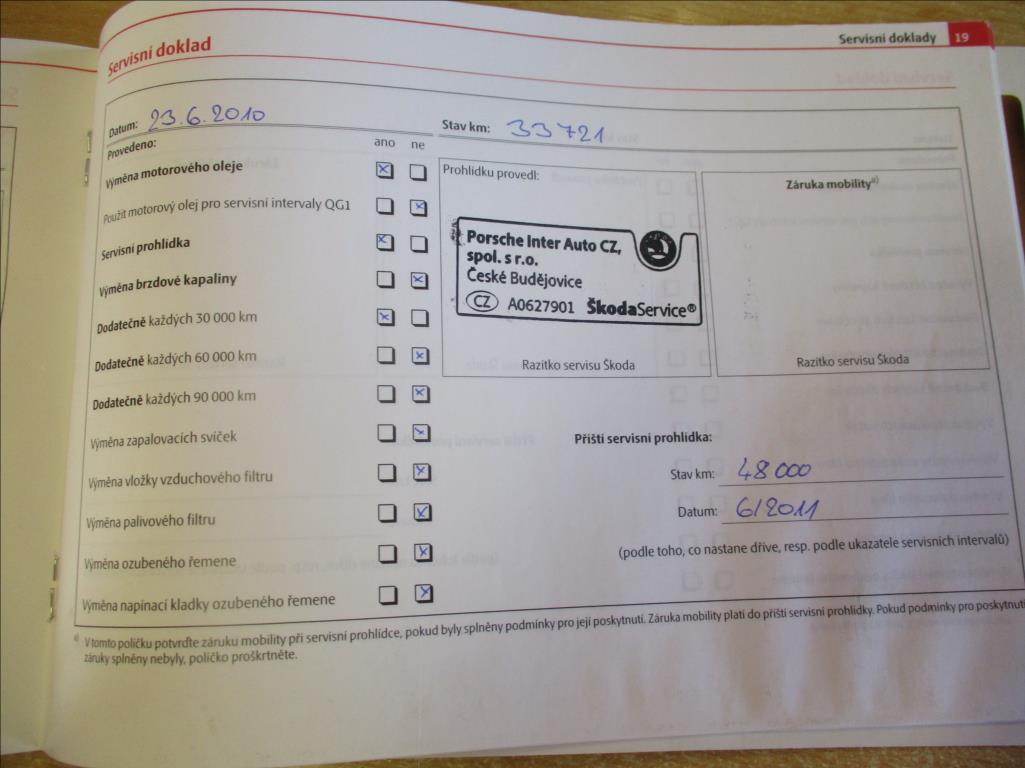 Servisní doklady 19
Servisní doklad
Datum: 23.6.2010
Stav km: 33721
Provedeno: ano ne
Výměna motorového oleje
Použit motorový olej pro servisní intervaly QG1
Servisní prohlídka
Výměna brzdové kapaliny
Dodatečně každých 30 000 km
Dodatečně každých 60 000 km
Dodatečně každých 90 000 km
Výměna zapalovacích svíček
Výměna vložky vzduchového filtru
Výměna palivového filtru
Výměna ozubeného řemene
Výměna napínací kladky ozubeného řemene
Prohlídku provedl:
Porsche Inter Auto CZ,
spol. s r.o.
České Budějovice
CZ A0627901 ŠkodaService®
Razítko servisu Škoda
Záruka mobility a)
Razítko servisu Škoda
Příští servisní prohlídka:
Stav km: 48 000
Datum: 6/2011
(podle toho, co nastane dříve, resp. podle ukazatele servisních intervalů)
a) V tomto políčku potvrďte záruku mobility při servisní prohlídce, pokud byly splněny podmínky pro její poskytnutí. Záruka mobility platí do příští servisní prohlídky. Pokud podmínky pro poskytnutí
záruky splněny nebyly, políčko proškrtněte.